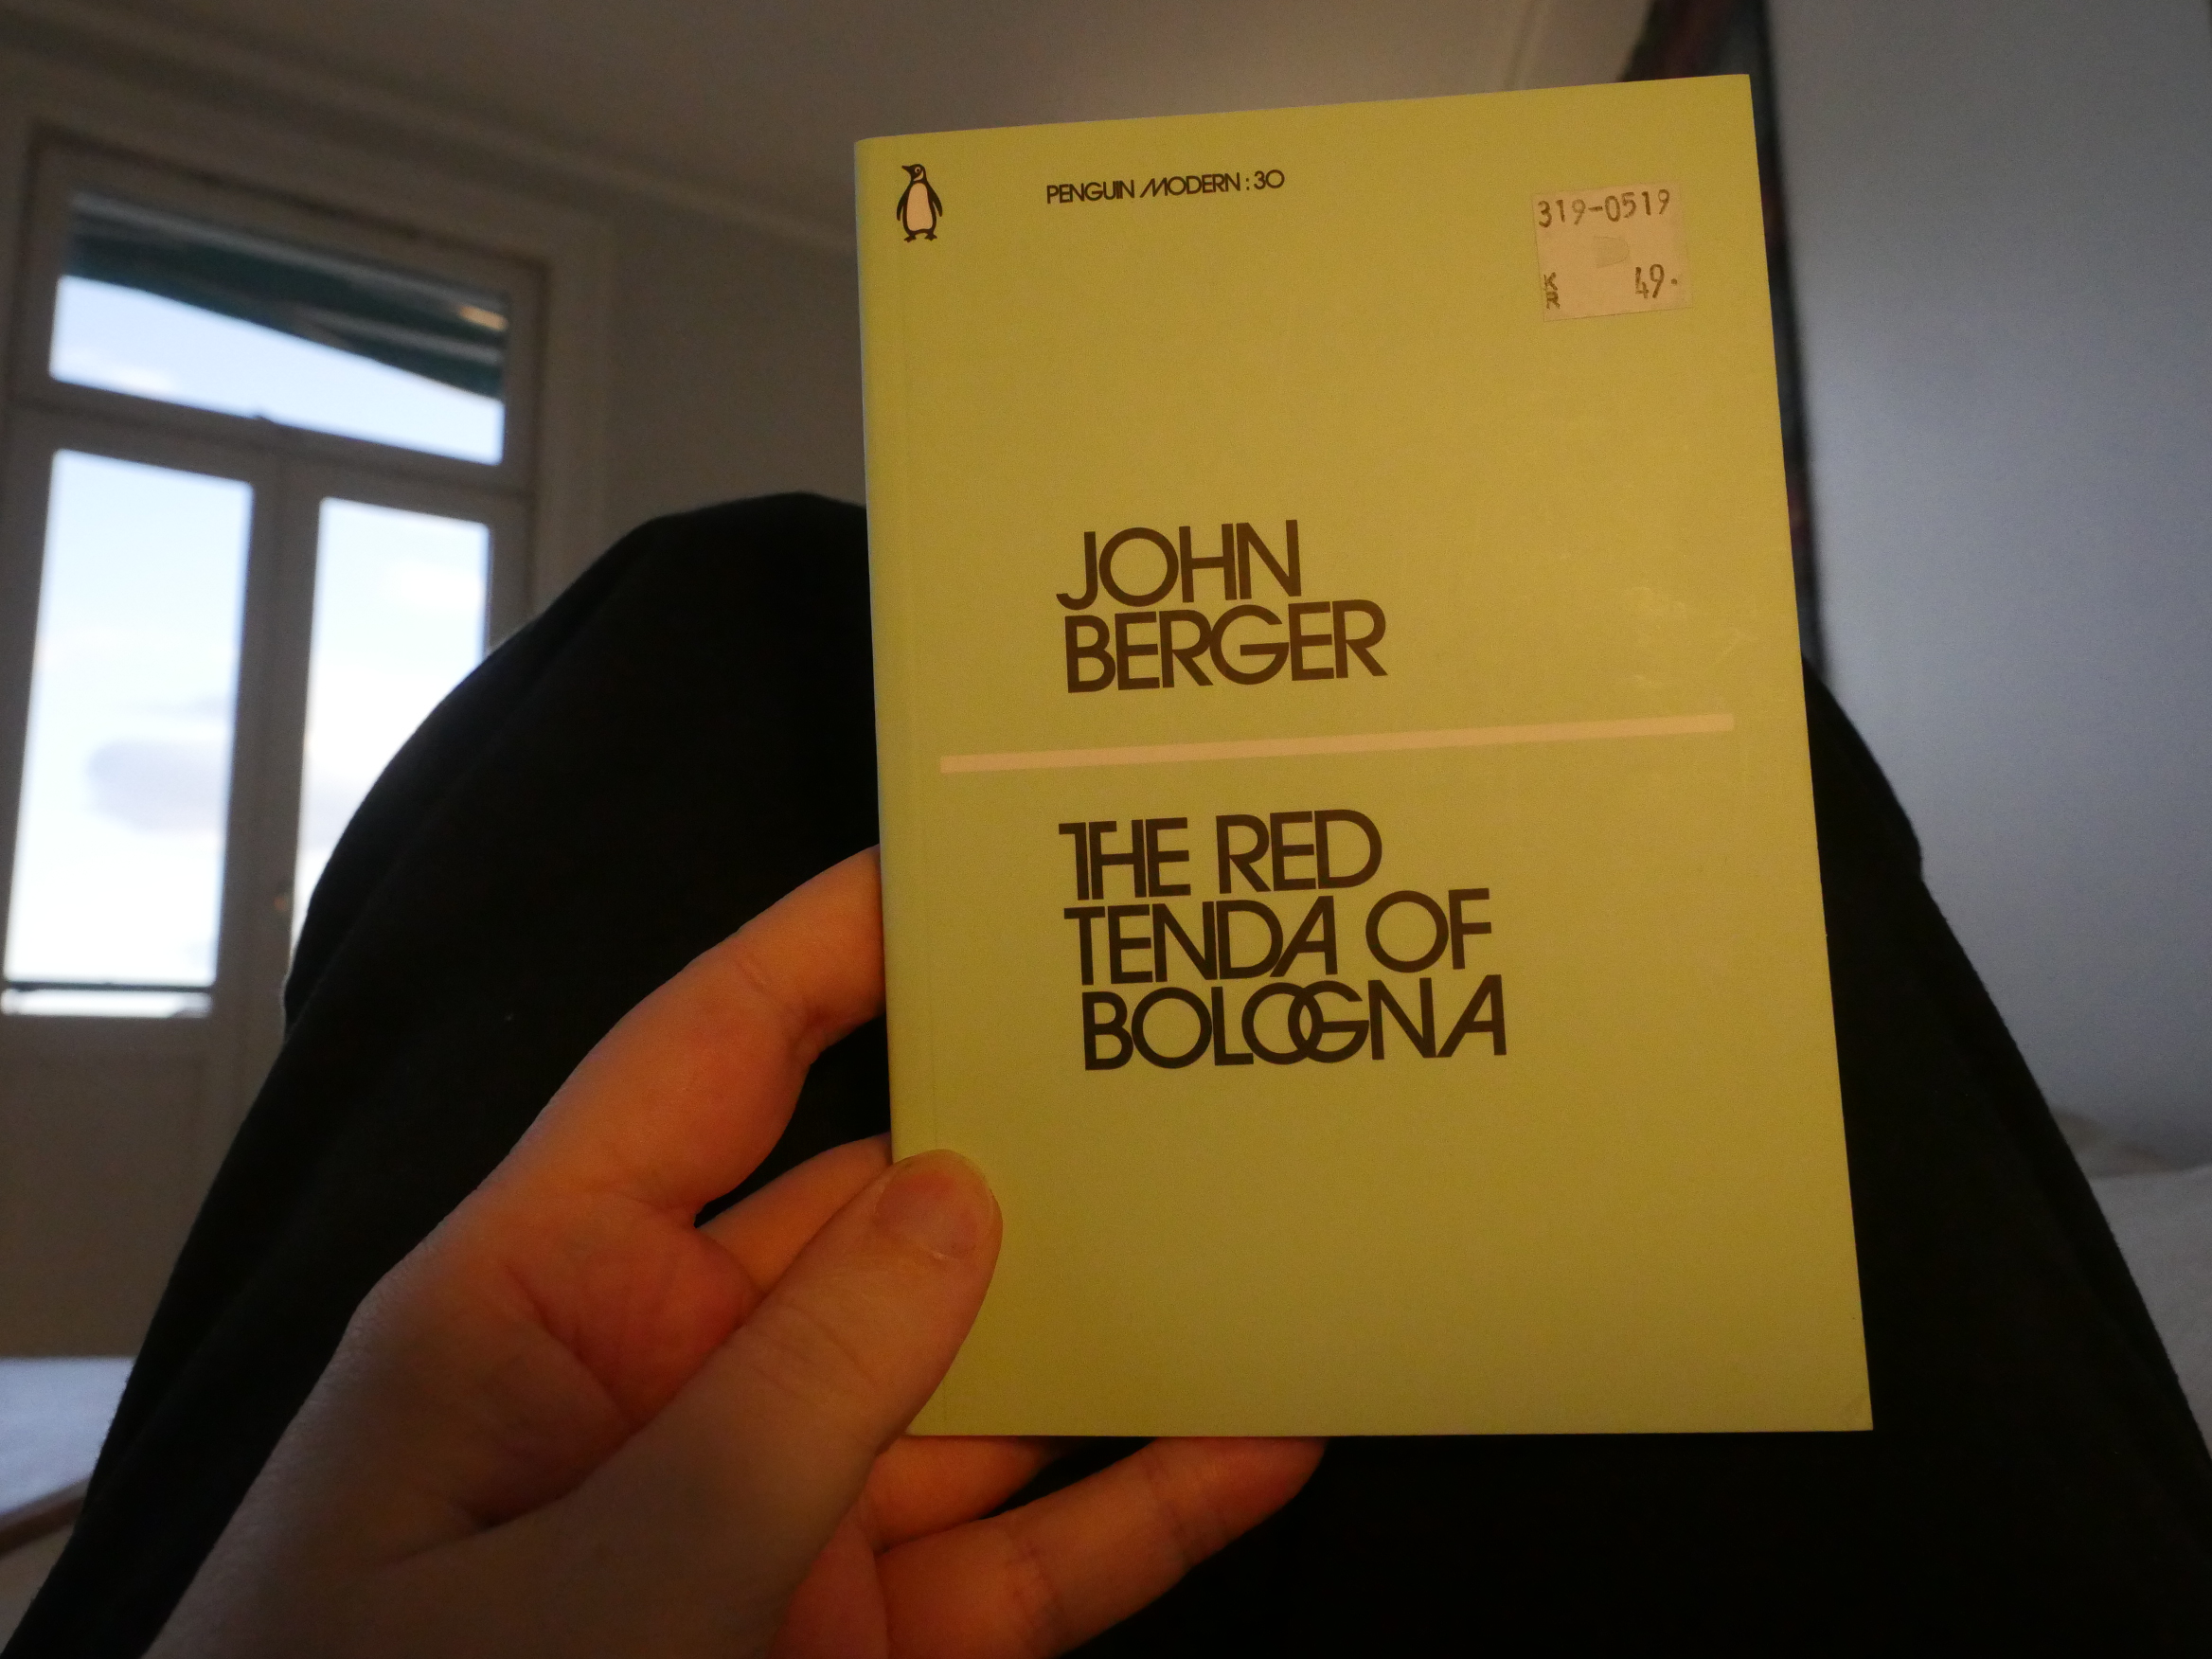 PENGUIN MODERN : 30
319-0519
KR 49.
JOHN
BERGER
THE RED
TENDA OF
BOLOGNA